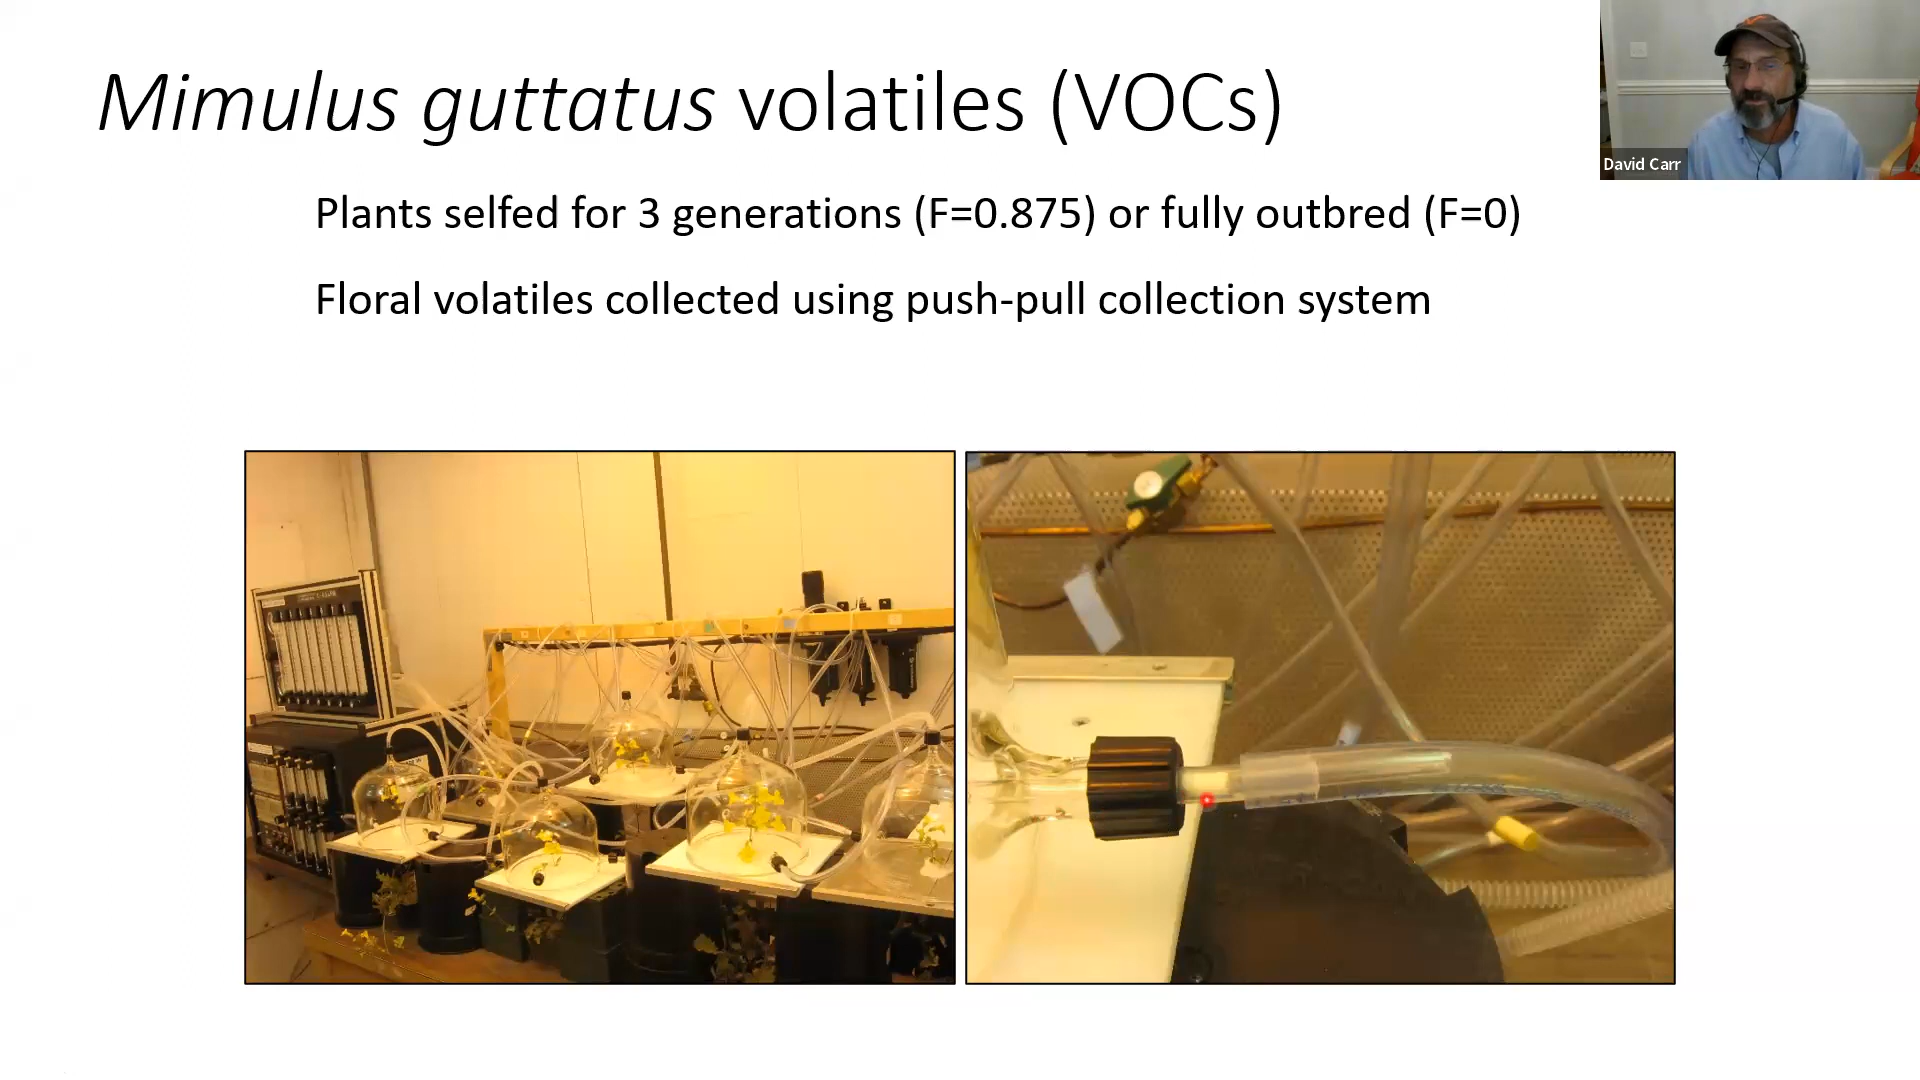 Mimulus guttatus volatiles (VOCs)
David Carr
Plants selfed for 3 generations (F=0.875) or fully outbred (F=0)
Floral volatiles collected using push-pull collection system